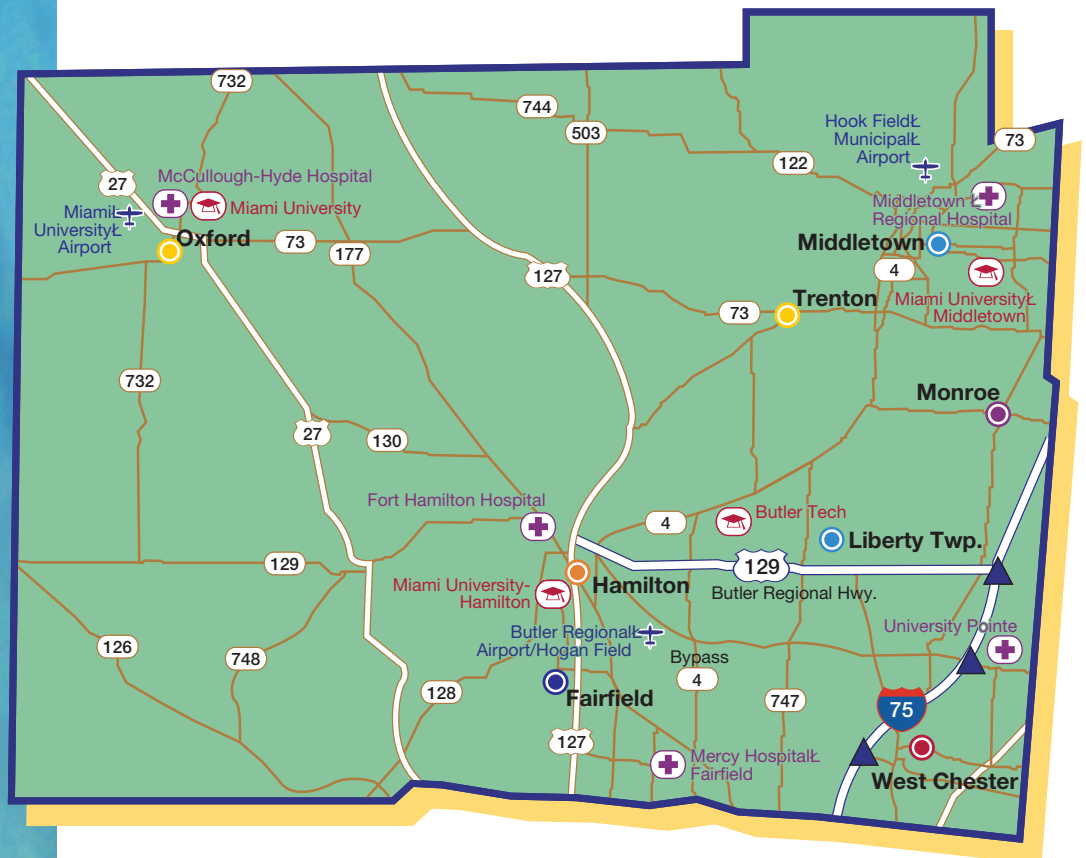 732
744
503
Hook FieldŁ
MunicipalŁ
Airport
73
122
27
McCullough-Hyde Hospital
MiamiŁ
UniversityŁ
Airport
Miami University
Middletown Ł
Regional Hospital
Oxford
73
177
Middletown
127
4
Trenton
73
Miami UniversityŁ
Middletown
732
Monroe
27
130
Fort Hamilton Hospital
4
Butler Tech
Liberty Twp.
129
129
Butler Regional Hwy.
Miami University-
Hamilton
Hamilton
University Pointe
Butler RegionalŁ
Airport/Hogan Field
126
748
Bypass
4
128
Fairfield
747
75
127
Mercy HospitalŁ
Fairfield
West Chester